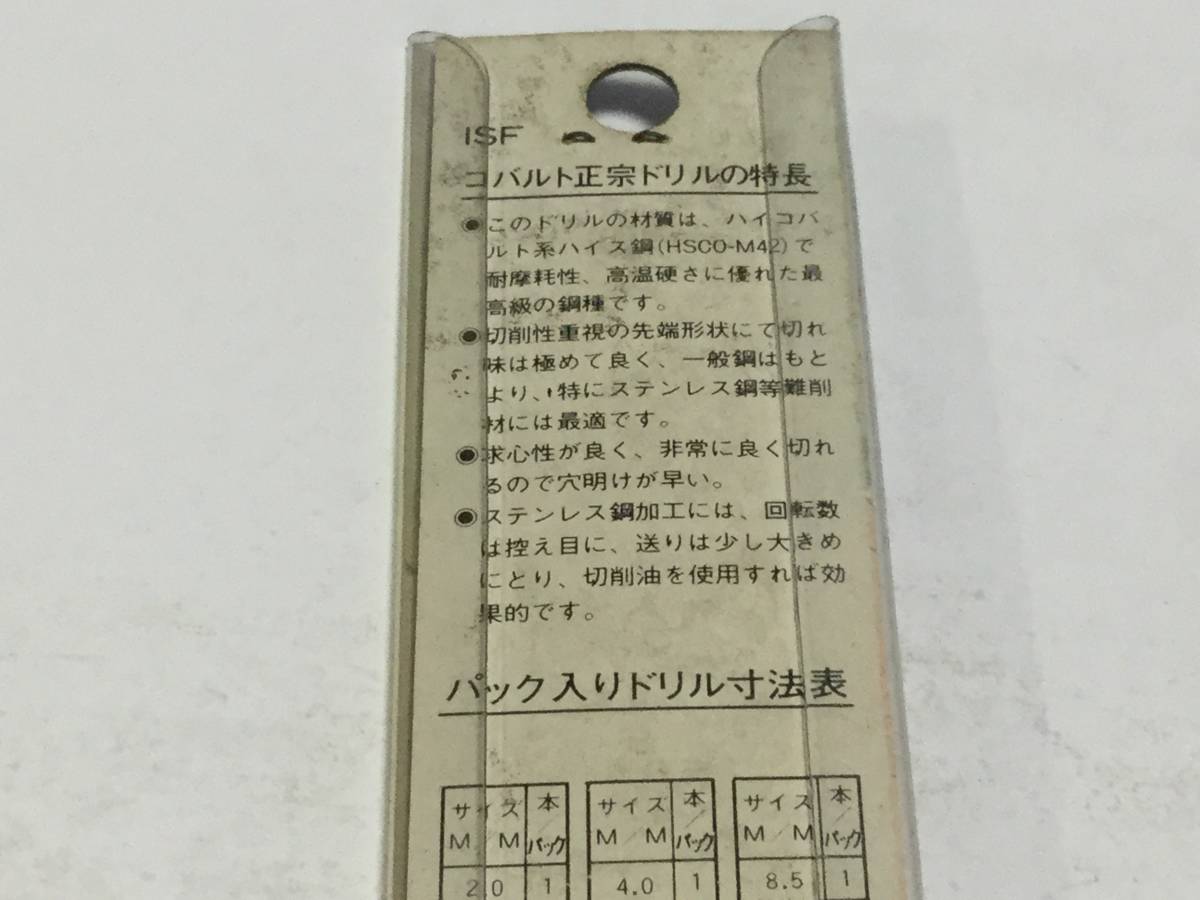 ISF
コバルト正宗ドリルの特長
◉このドリルの材質は、ハイコバ
ルト系ハイス鋼(HSCO-M42)で
耐摩耗性、高温硬さに優れた最
高級の鋼種です。
◉切削性重視の先端形状にて切れ
味は極めて良く、一般鋼はもと
より、特にステンレス鋼等難削
材には最適です。
◉求心性が良く、非常に良く切れ
るので穴明けが早い。
◉ステンレス鋼加工には、回転数
は控え目に、送りは少し大きめ
にとり、切削油を使用すれば効
果的です。
パック入りドリル寸法表
サイズ M/M 本/パック サイズ M/M 本/パック サイズ M/M 本/パック
2.0 1 4.0 1 8.5 1